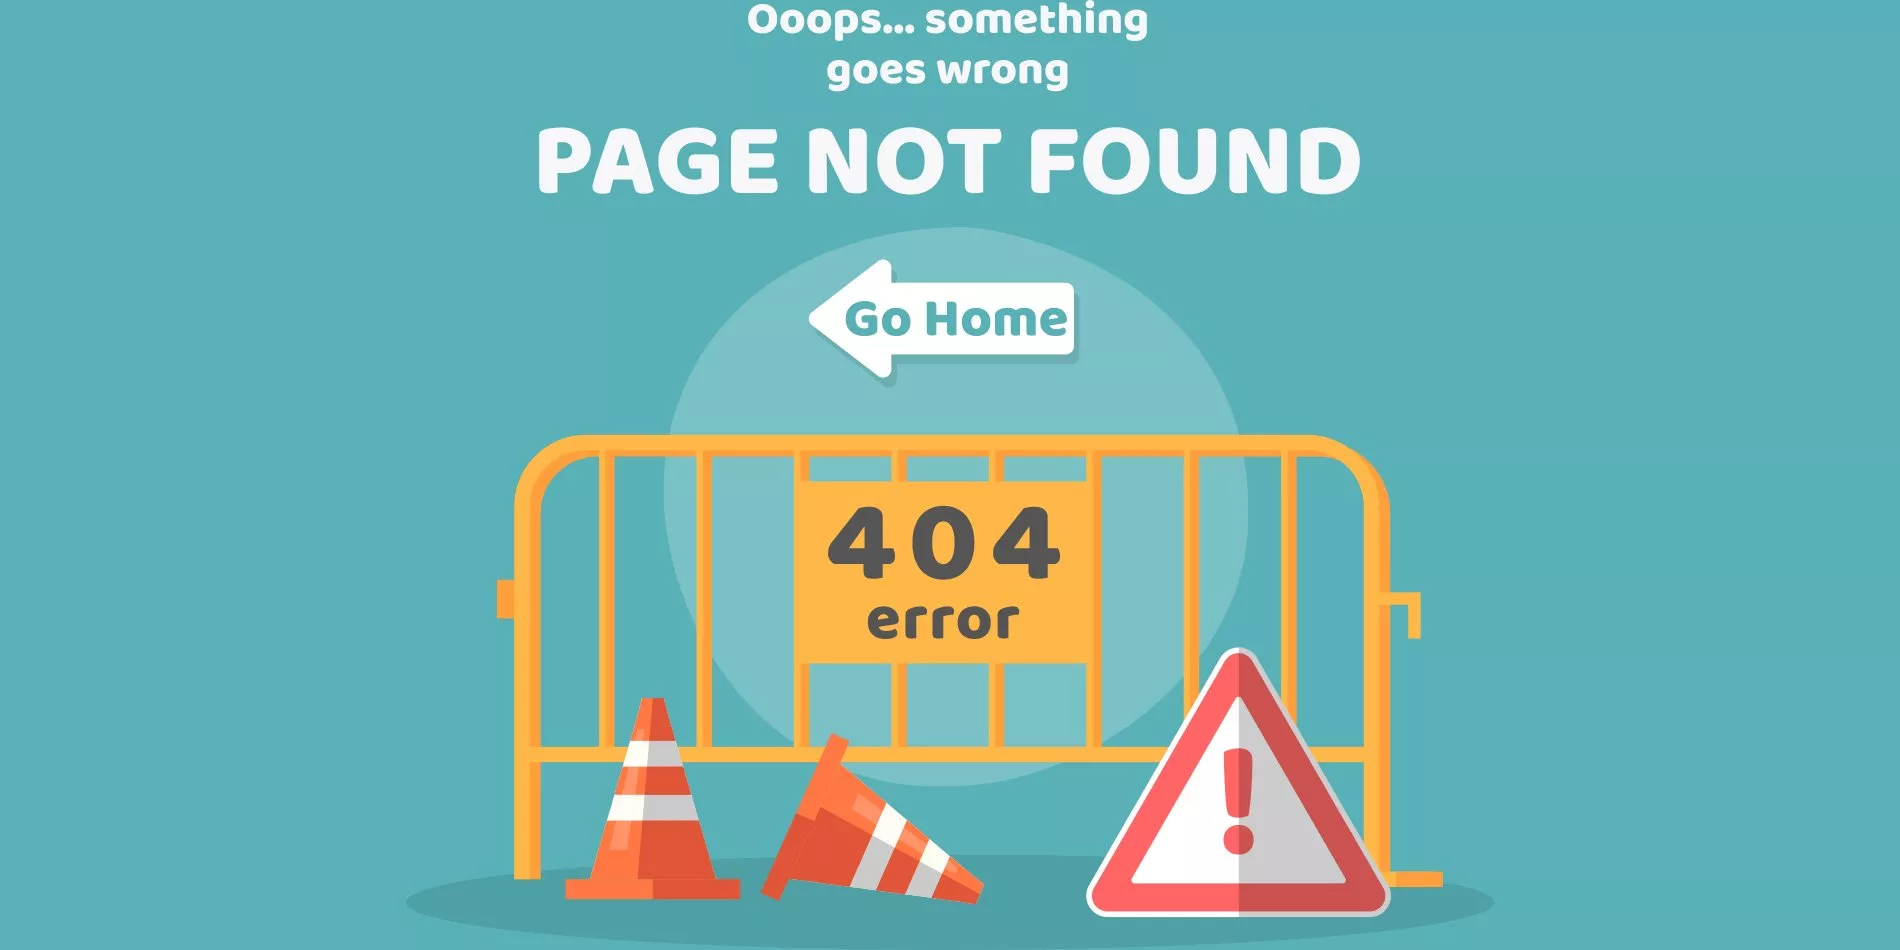 Ooops... something
goes wrong
PAGE NOT FOUND
Go Home
404
error
!